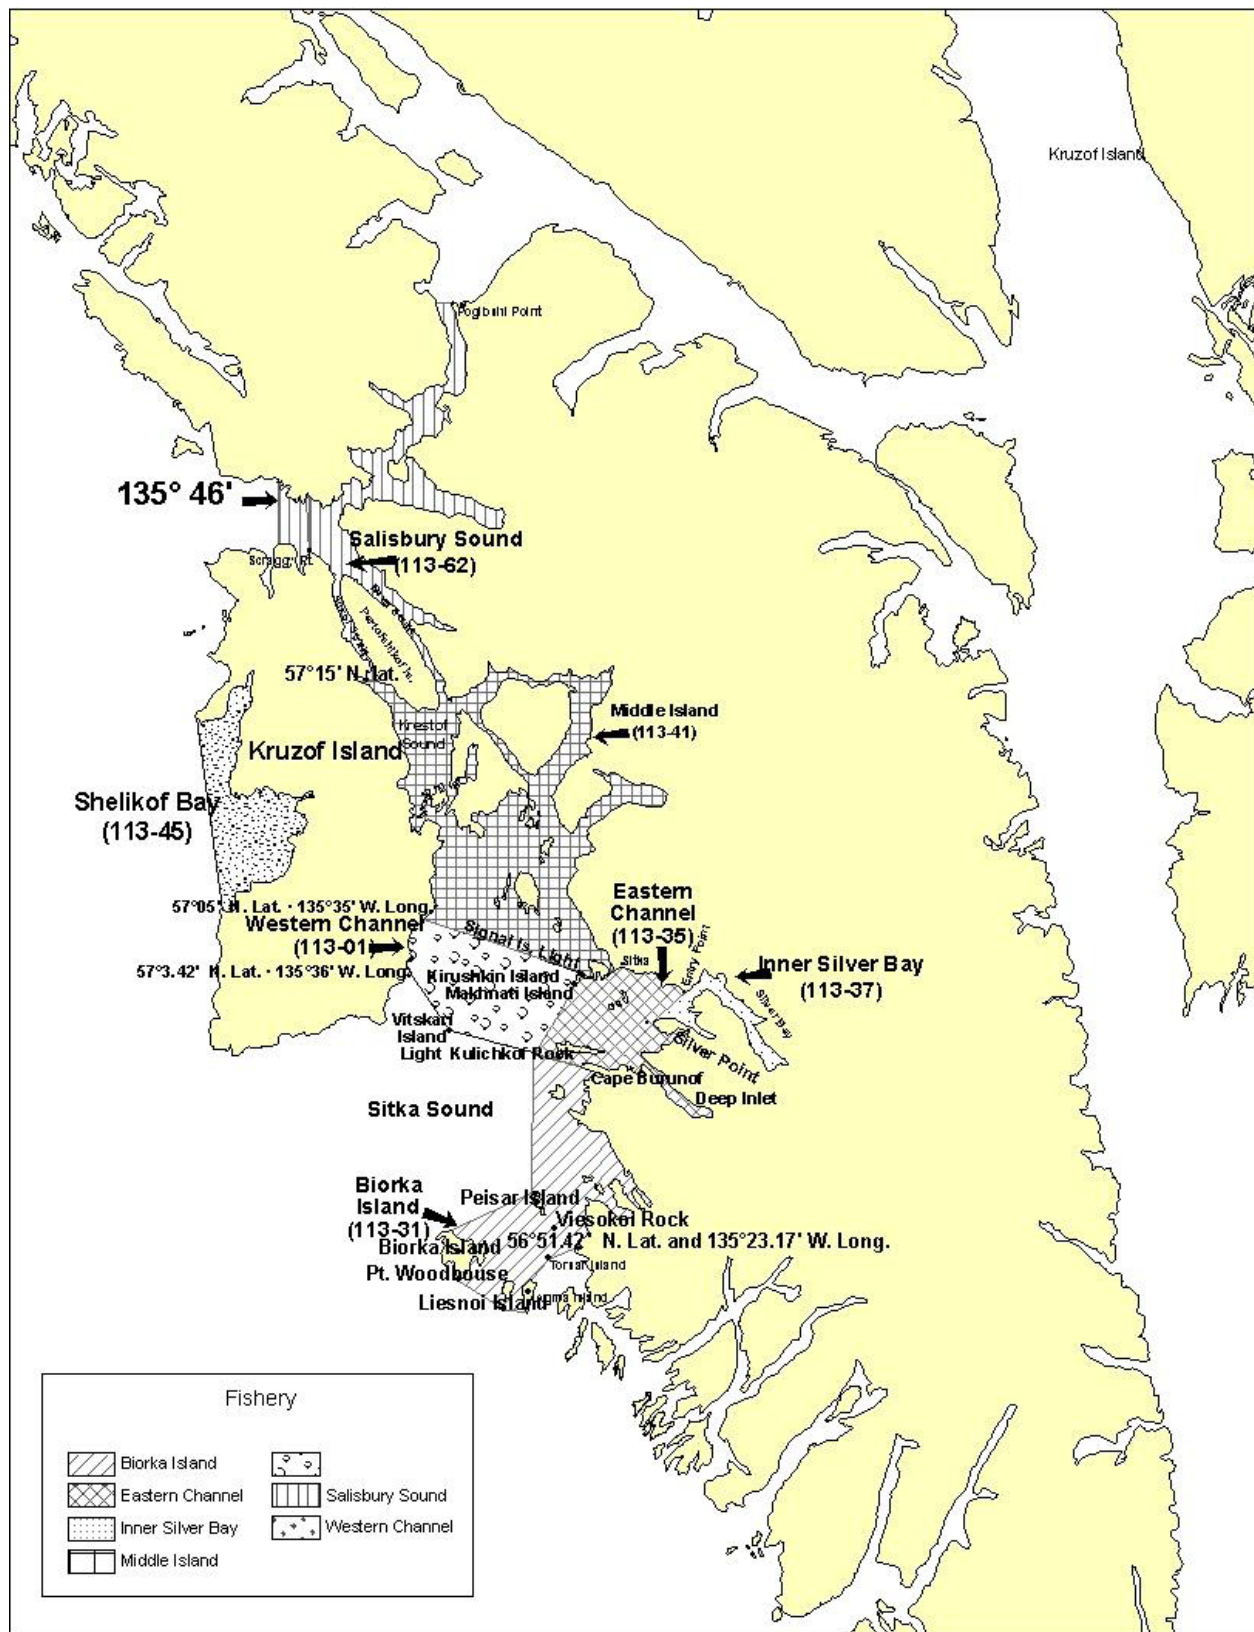 Kruzof Island
Pogibshi Point
135° 46'
Salisbury Sound
(113-62)
57°15' N. lat.
Krestof
Sound
Middle Island
(113-41)
Kruzof Island
Shelikof Bay
(113-45)
57°05' N. Lat. · 135°35' W. Long.
Western Channel
(113-01)
57°3.42' N. Lat. · 135°36' W. Long.
Signal Is. Light
Eastern
Channel
(113-35)
Sitka
Entry Point
Inner Silver Bay
(113-37)
Silver Bay
Kirushkin Island
Makhnati Island
Vitskari
Island
Light
Kulichkof Rock
Silver Point
Cape Burunof
Deep Inlet
Sitka Sound
Biorka
Island
(113-31)
Peisar Island
Viesokoi Rock
56°51.42' N. Lat. and 135°23.17' W. Long.
Biorka Island
Pt. Woodhouse
Liesnoi Island
Fishery
Biorka Island
Eastern Channel
Salisbury Sound
Inner Silver Bay
Western Channel
Middle Island